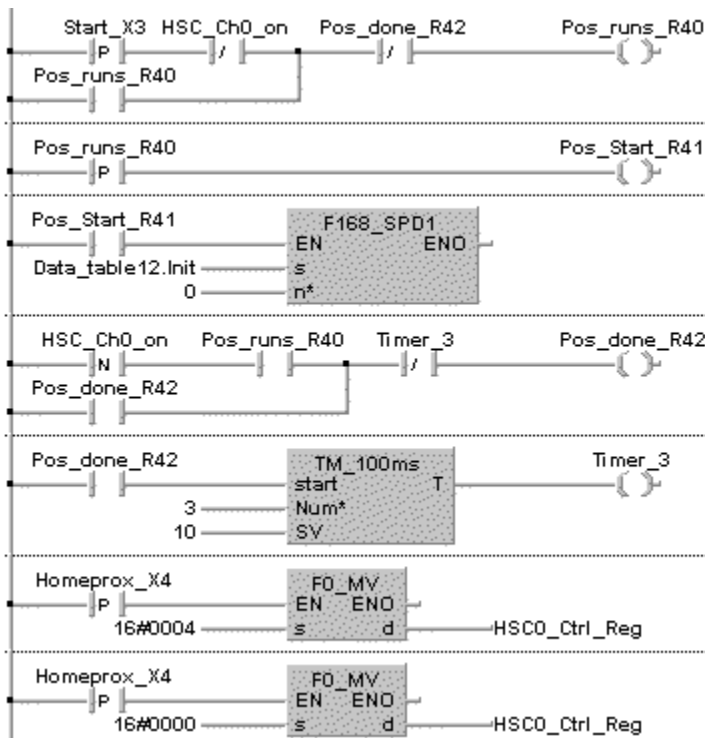 Start_X3 HSC_Ch0_on Pos_done_R42 Pos_runs_R40
P /  /
Pos_runs_R40
Pos_runs_R40 Pos_Start_R41
P
Pos_Start_R41 F168_SPD1
EN ENO
Data_table12.Init s
0 n*
HSC_Ch0_on Pos_runs_R40 Timer_3 Pos_done_R42
N /
Pos_done_R42
Pos_done_R42 TM_100ms Timer_3
start T
3 Num*
10 SV
Homeprox_X4 F0_MV
P EN ENO
16#0004 s d HSC0_Ctrl_Reg
Homeprox_X4 F0_MV
P EN ENO
16#0000 s d HSC0_Ctrl_Reg